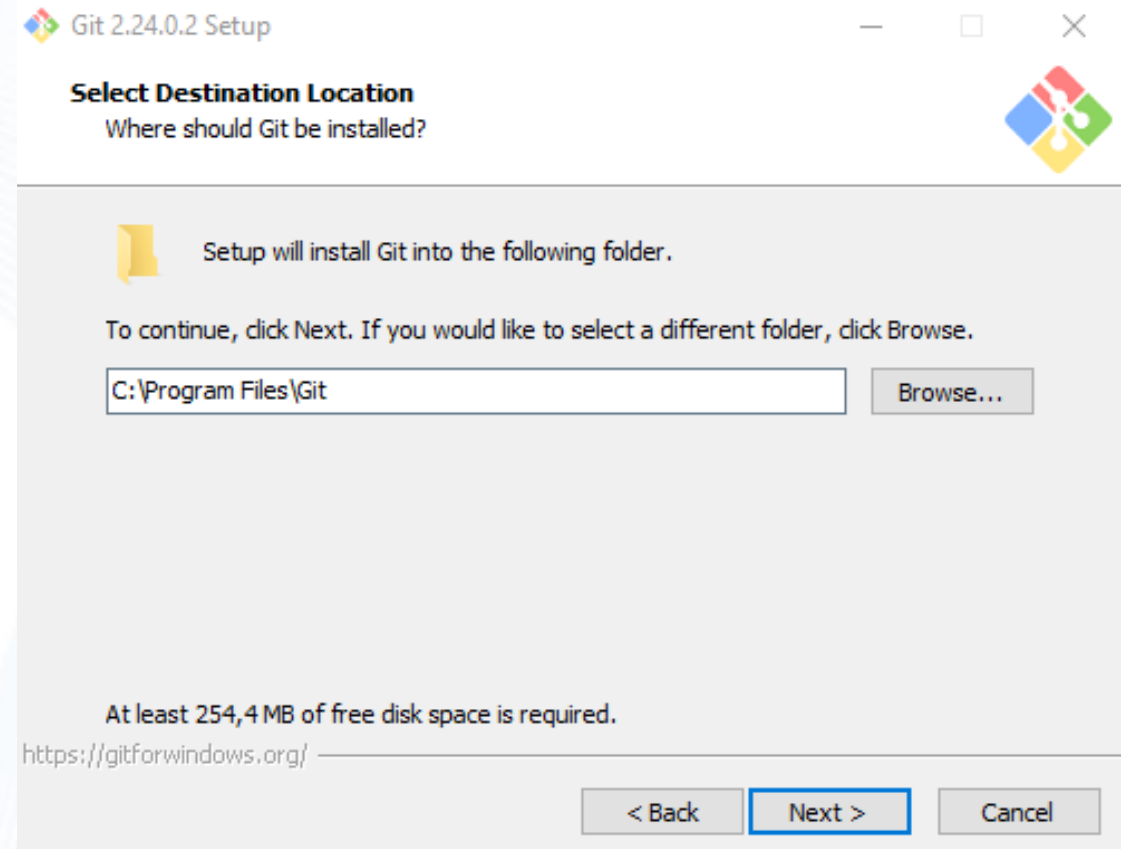 Git 2.24.0.2 Setup
Select Destination Location
Where should Git be installed?
Setup will install Git into the following folder.
To continue, click Next. If you would like to select a different folder, click Browse.
C:\Program Files\Git
Browse...
At least 254,4 MB of free disk space is required.
https://gitforwindows.org/
< Back
Next >
Cancel